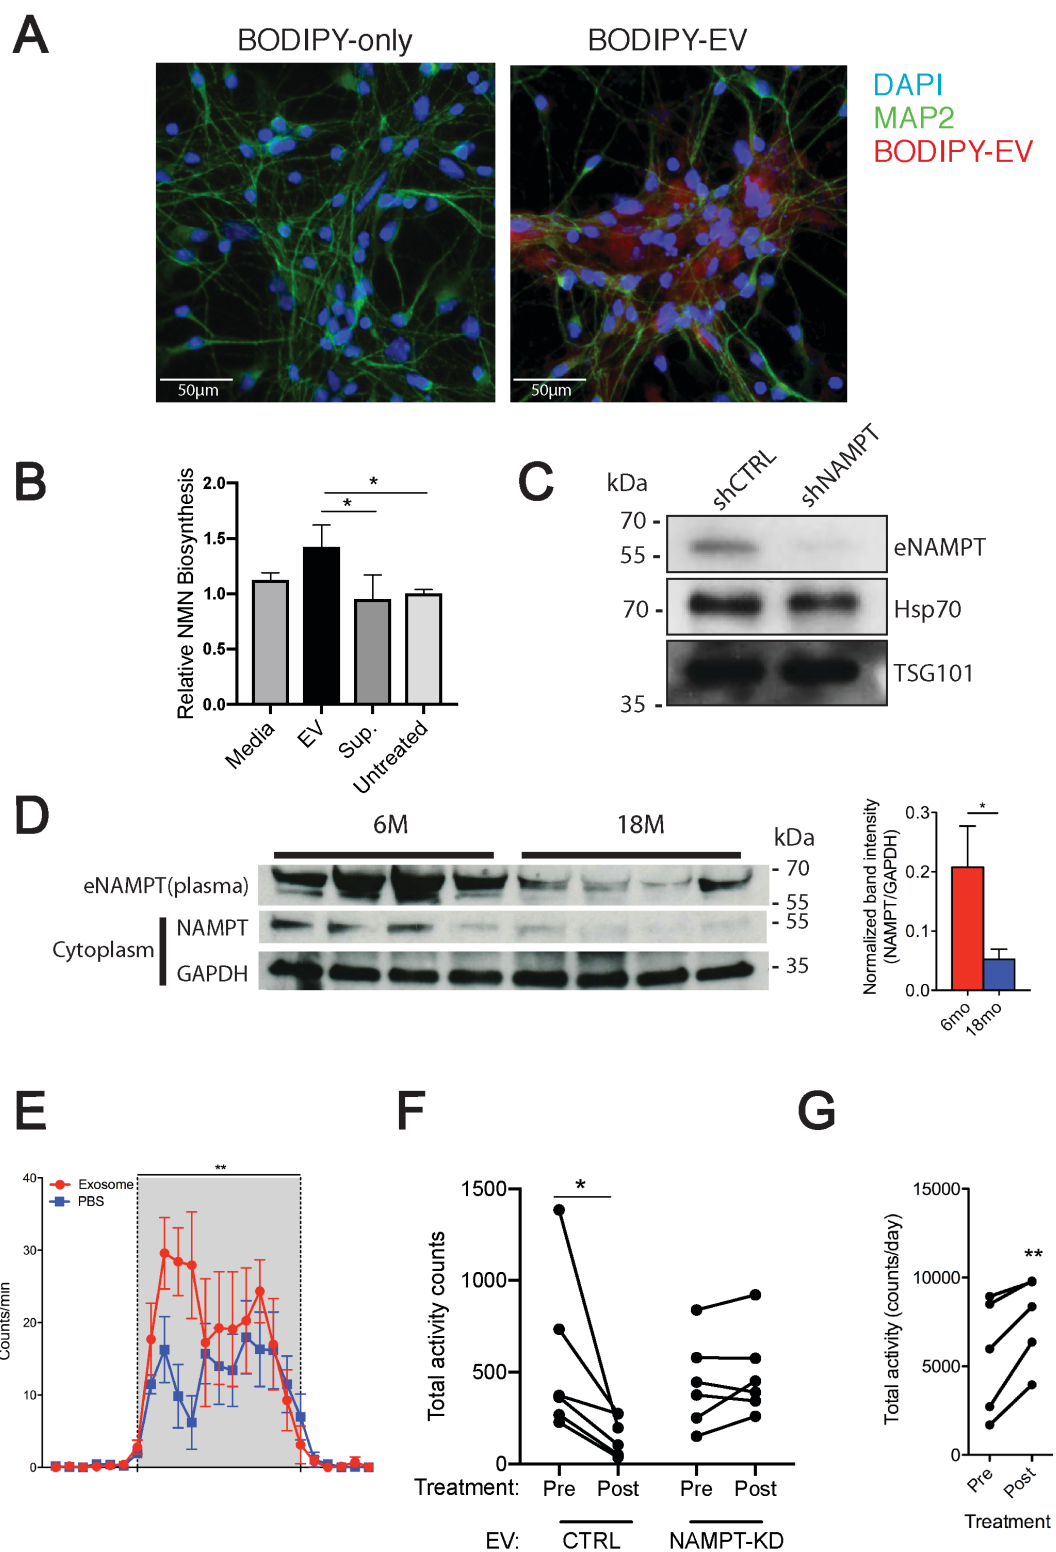 A
BODIPY-only
BODIPY-EV
DAPI
MAP2
BODIPY-EV
50μm
50μm
B
Relative NMN Biosynthesis
2.0
1.5
1.0
0.5
0.0
*
*
Media
EV
Sup.
Untreated
C
kDa
shCTRL
shNAMPT
70 -
55 -
eNAMPT
70 -
Hsp70
TSG101
35 -
D
6M
18M
kDa
eNAMPT(plasma)
- 70
- 55
Cytoplasm
NAMPT
- 55
GAPDH
- 35
Normalized band intensity
(NAMPT/GAPDH)
0.3
0.2
0.1
0.0
*
6mo
18mo
E
**
Exosome
PBS
Counts/min
40
30
20
10
0
F
Total activity counts
1500
1000
500
0
*
Treatment:
Pre
Post
Pre
Post
EV:
CTRL
NAMPT-KD
G
Total activity (counts/day)
15000
10000
5000
0
**
Pre
Post
Treatment